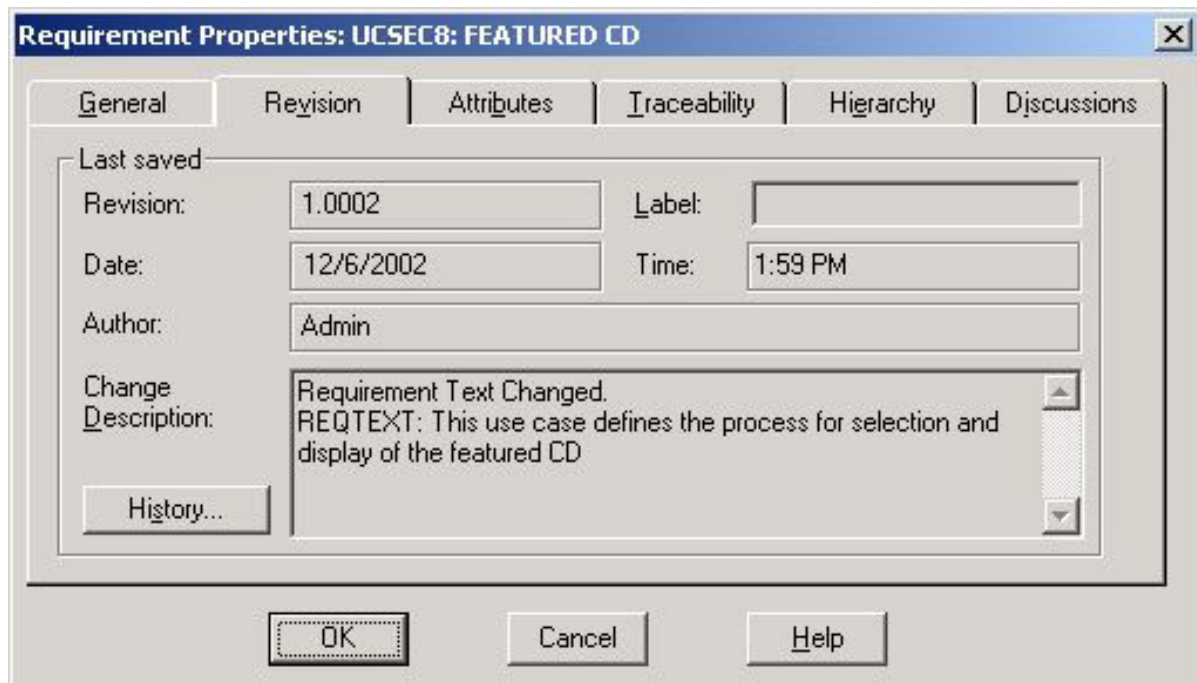 Requirement Properties: UCSEC8: FEATURED CD
General Revision Attributes Traceability Hierarchy Discussions
Last saved
Revision: 1.0002 Label:
Date: 12/6/2002 Time: 1:59 PM
Author: Admin
Change Description: Requirement Text Changed.
REQTEXT: This use case defines the process for selection and
display of the featured CD
History...
OK Cancel Help